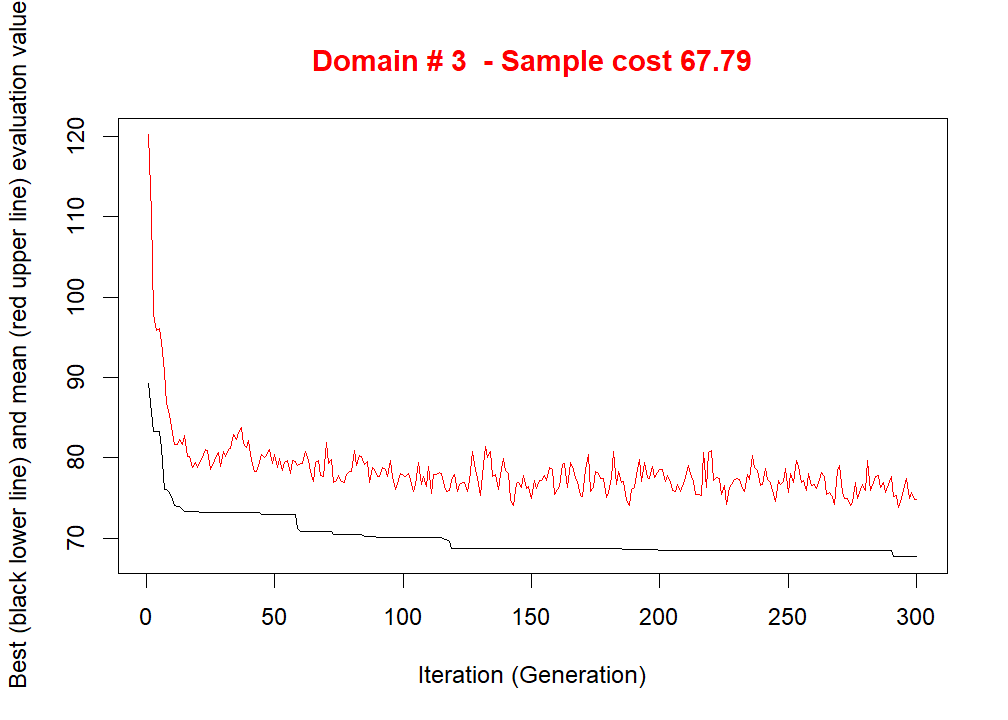 Domain # 3 - Sample cost 67.79
Best (black lower line) and mean (red upper line) evaluation value
120
110
100
90
80
70
0 50 100 150 200 250 300
Iteration (Generation)